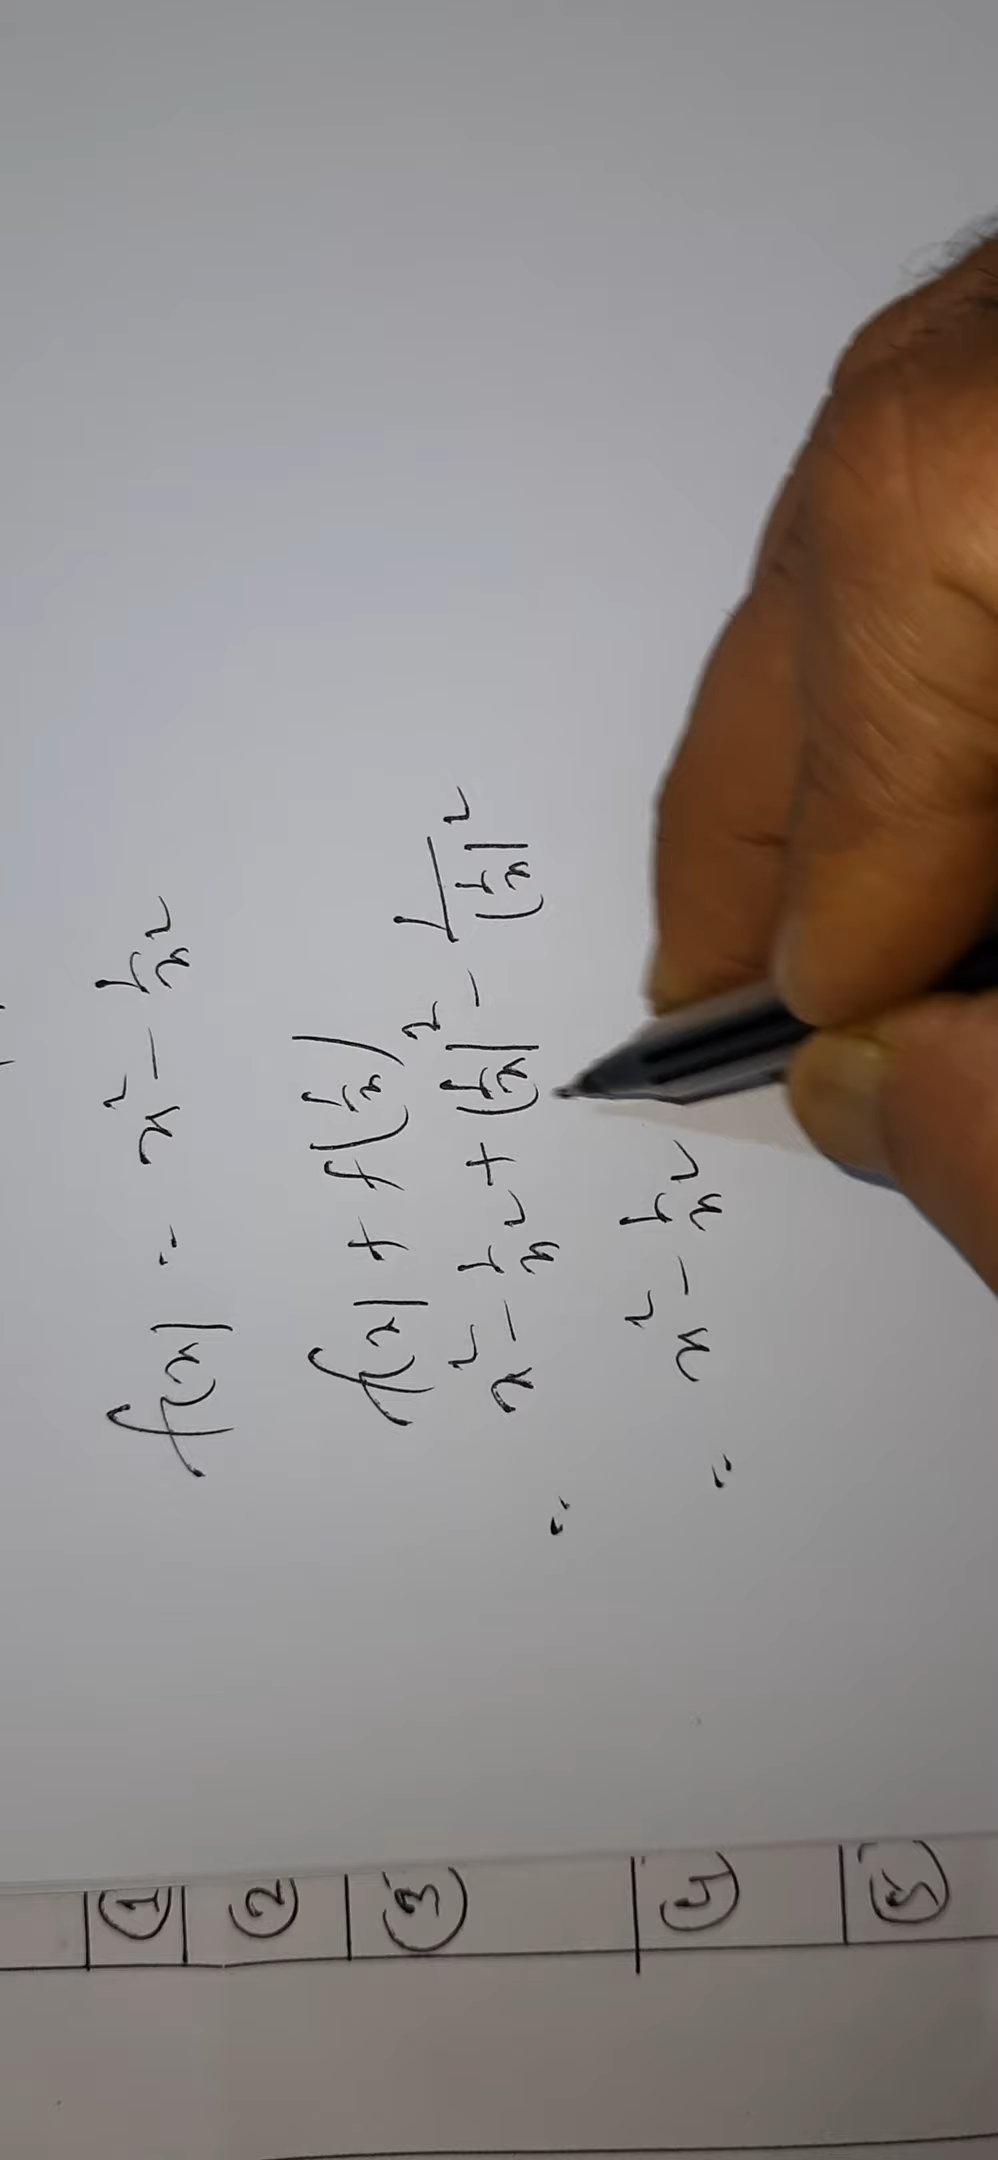 f(x) = x² - 1/x²
f(x) + f(1/x)
= x² - 1/x² + (1/x)² - 1/(1/x)²
= x² - 1/x²
1
2
3
4
5